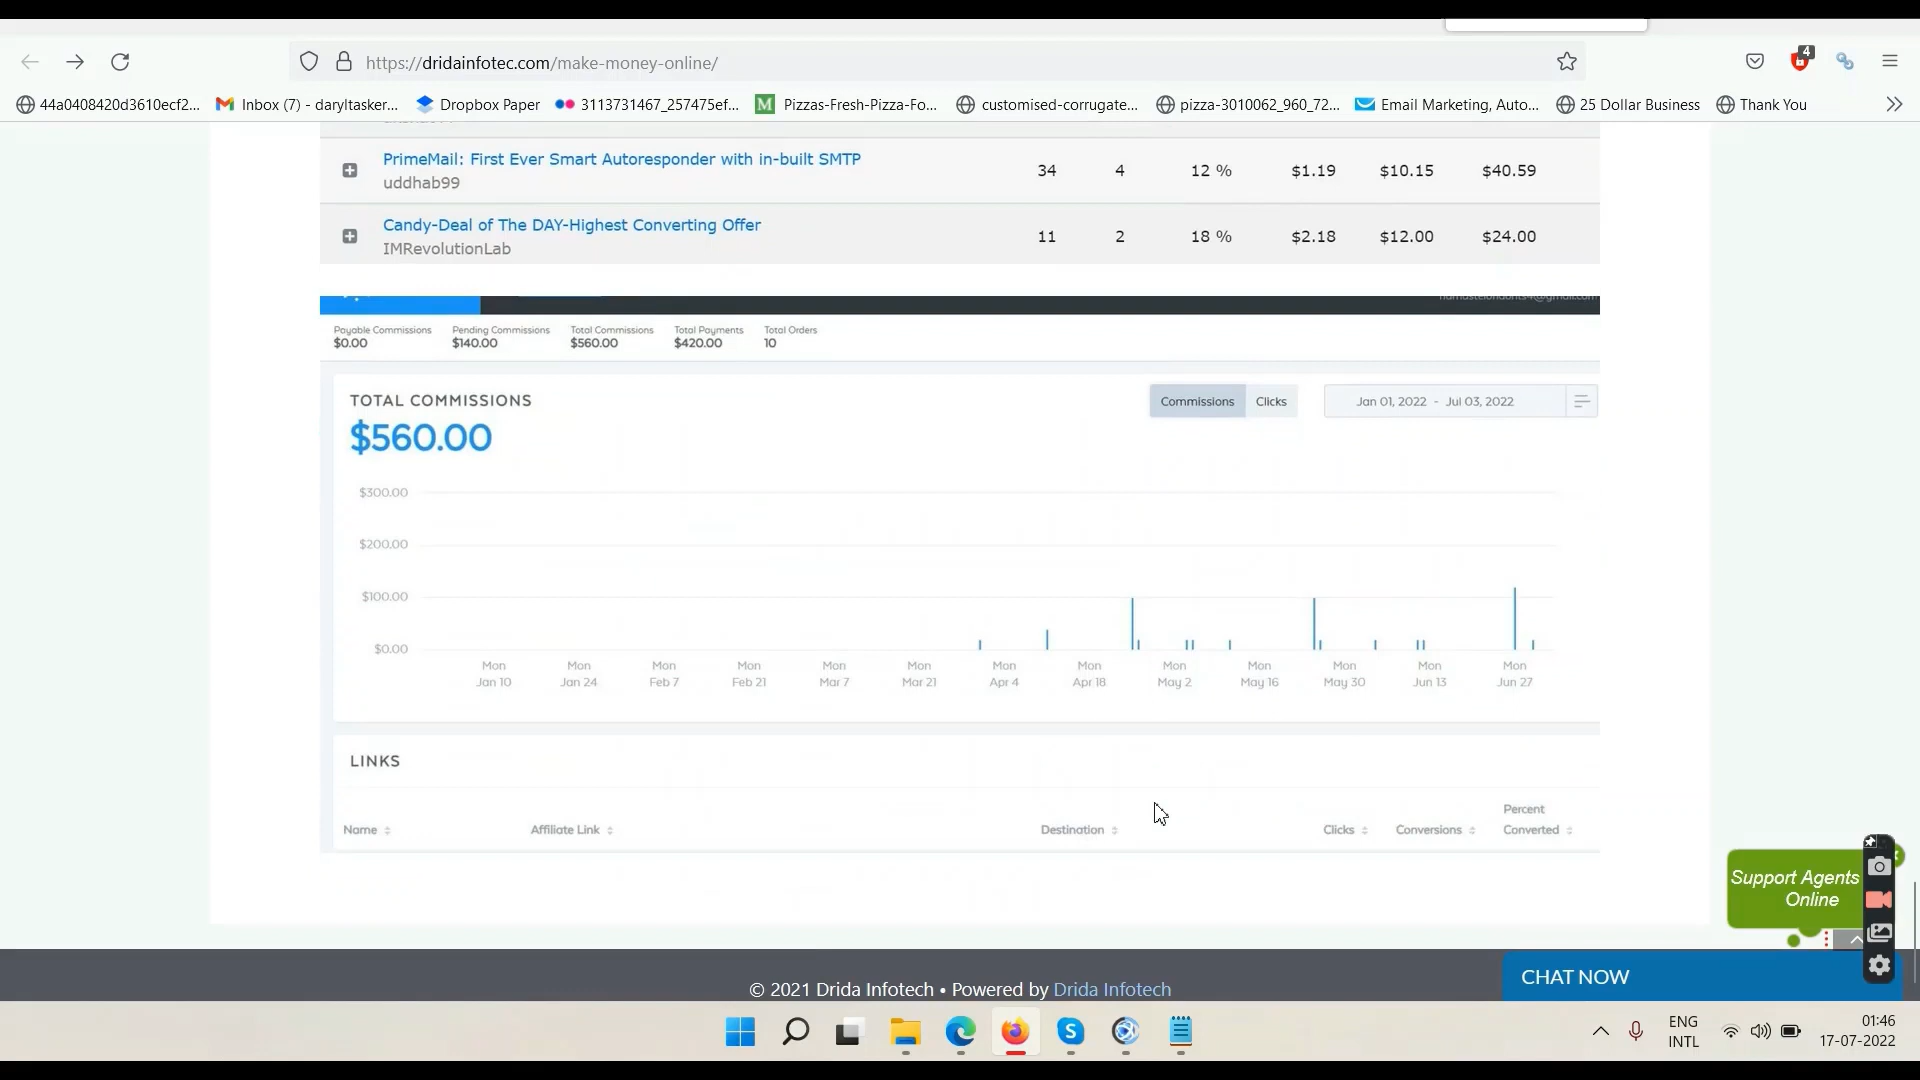 4
https://dridainfotec.com/make-money-online/
44a0408420d3610ecf2... Inbox (7) - daryltasker... Dropbox Paper 3113731467_257475ef... M Pizzas-Fresh-Pizza-Fo... customised-corrugate... pizza-3010062_960_72... Email Marketing, Auto... 25 Dollar Business Thank You
PrimeMail: First Ever Smart Autoresponder with in-built SMTP
uddhab99
34 4 12 % $1.19 $10.15 $40.59
Candy-Deal of The DAY-Highest Converting Offer
IMRevolutionLab
11 2 18 % $2.18 $12.00 $24.00
Payable Commissions Pending Commissions Total Commissions Total Payments Total Orders
$0.00 $140.00 $560.00 $420.00 10
TOTAL COMMISSIONS
$560.00
Commissions Clicks Jan 01, 2022 - Jul 03, 2022
$300.00
$200.00
$100.00
$0.00
Mon Mon Mon Mon Mon Mon Mon Mon Mon Mon Mon Mon Mon
Jan 10 Jan 24 Feb 7 Feb 21 Mar 7 Mar 21 Apr 4 Apr 18 May 2 May 16 May 30 Jun 13 Jun 27
LINKS
Name Affiliate Link Destination Clicks Conversions Percent
Converted
Support Agents
Online
CHAT NOW
© 2021 Drida Infotech • Powered by Drida Infotech
S
ENG
INTL
01:46
17-07-2022